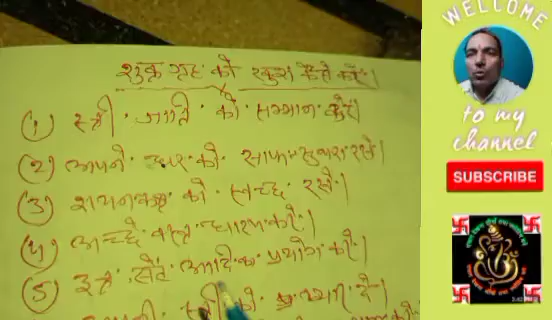 शुक्र ग्रह को खुश कैसे करें।
(1) स्त्री जाति को सम्मान करें।
(2) अपने घर को साफ सुथरा रखें।
(3) शयनकक्ष को स्वच्छ रखें।
(4) अच्छे वस्त्र धारण करें।
(5) इत्र सेंट आदि का प्रयोग करें।
WELCOME
to my
channel
SUBSCRIBE